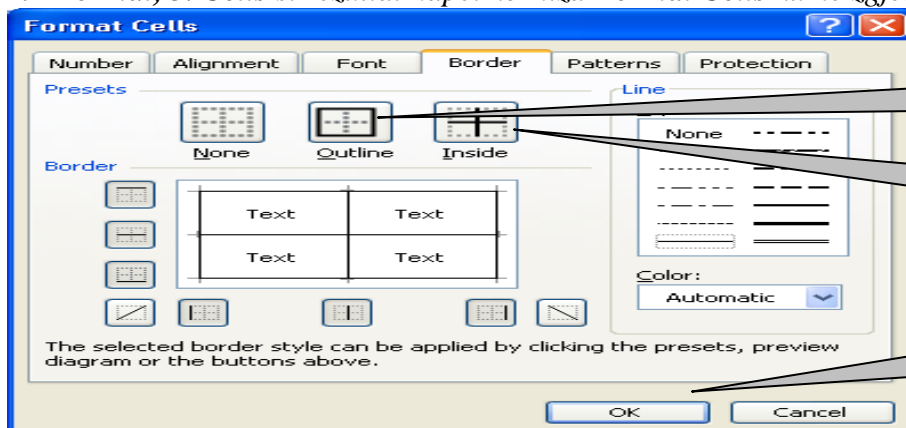 Format Cells
Number Alignment Font Border Patterns Protection
Presets
Line
None Outline Inside
None
Border
Text Text
Text Text
Color:
Automatic
The selected border style can be applied by clicking the presets, preview
diagram or the buttons above.
OK Cancel